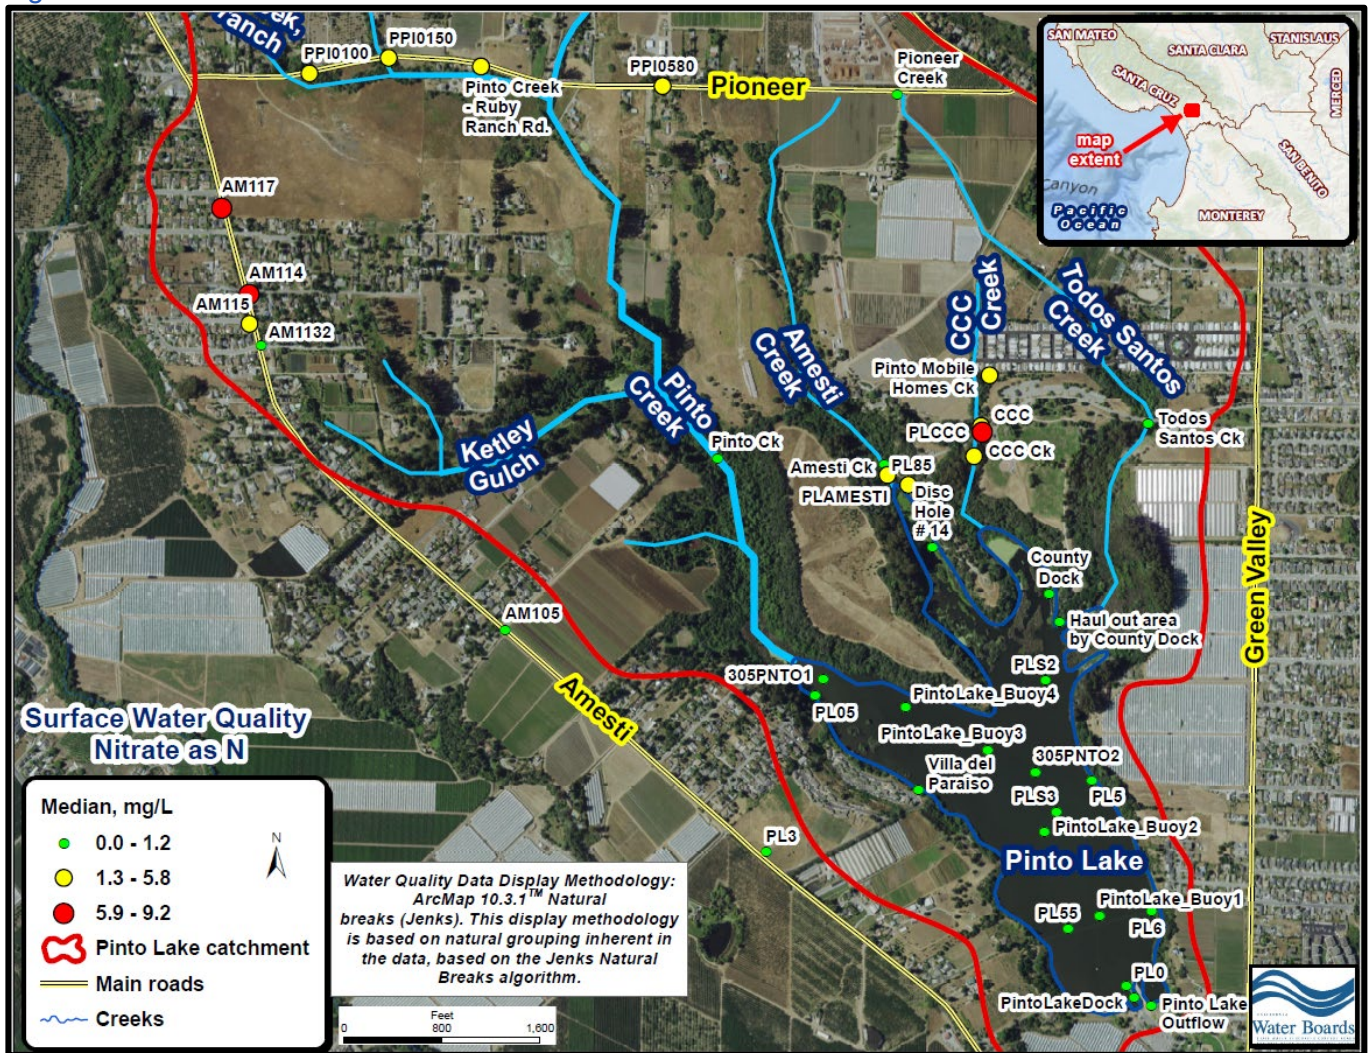 ek,
ranch
PPI0100
PPI0150
Pinto Creek
- Ruby
Ranch Rd.
PPI0580
Pioneer
Pioneer
Creek
SAN MATEO
SANTA CLARA
STANISLAUS
SANTA CRUZ
MERCED
map
extent
SAN BENITO
Canyon
Pacific
Ocean
MONTEREY
AM117
AM114
AM115
AM1132
Amesti
Creek
CCC
Creek
Todos Santos
Creek
Pinto Mobile
Homes Ck
Pinto
Creek
Ketley
Gulch
Pinto Ck
CCC
PLCCC
CCC Ck
Todos
Santos Ck
Amesti Ck
PL85
PLAMESTI
Disc
Hole
# 14
County
Dock
Green Valley
AM105
Haul out area
by County Dock
305PNTO1
PL05
PLS2
PintoLake_Buoy4
Amesti
PintoLake_Buoy3
Villa del
Paraiso
305PNTO2
PL5
PLS3
PintoLake_Buoy2
PL3
Pinto Lake
PintoLake_Buoy1
PL55
PL6
PL0
PintoLakeDock
Pinto Lake
Outflow
Surface Water Quality
Nitrate as N
Median, mg/L
0.0 - 1.2
1.3 - 5.8
5.9 - 9.2
Pinto Lake catchment
Main roads
Creeks
N
Water Quality Data Display Methodology:
ArcMap 10.3.1™ Natural
breaks (Jenks). This display methodology
is based on natural grouping inherent in
the data, based on the Jenks Natural
Breaks algorithm.
Feet
0 800 1,600
Water Boards